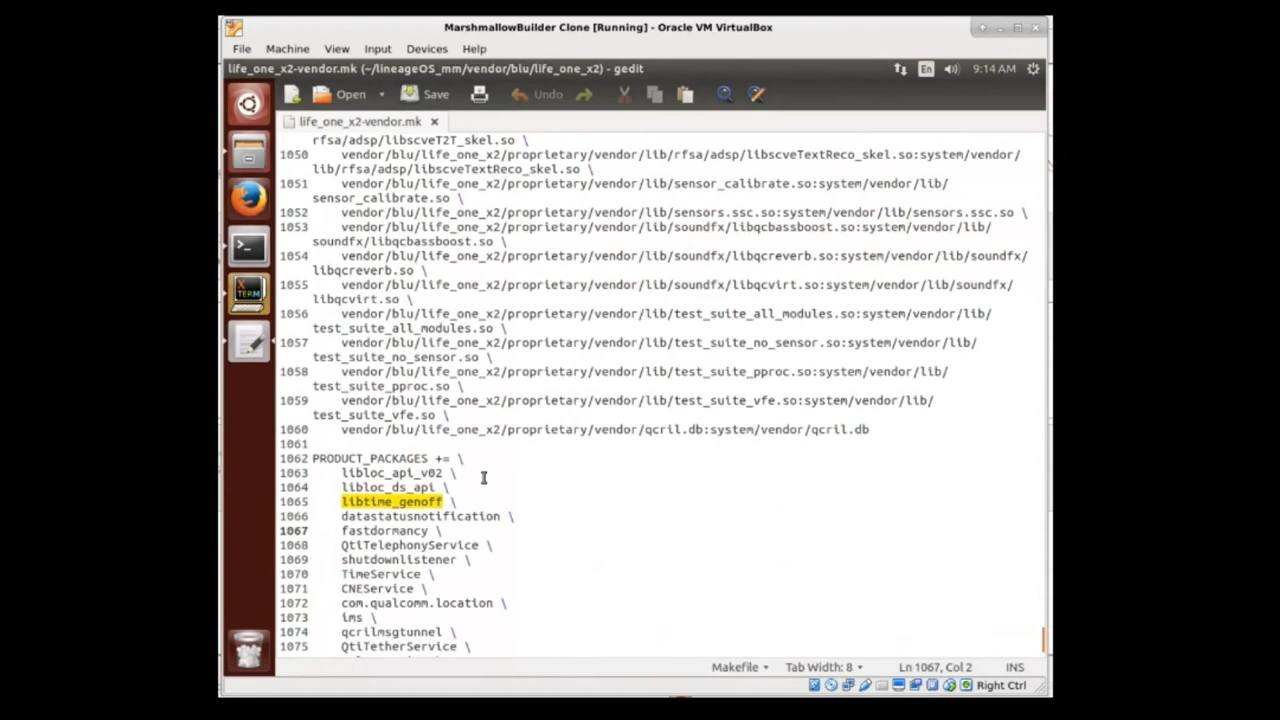 MarshmallowBuilder Clone [Running] - Oracle VM VirtualBox
File Machine View Input Devices Help
life_one_x2-vendor.mk (~/lineageOS_mm/vendor/blu/life_one_x2) - gedit En 9:14 AM
Open Save Undo
life_one_x2-vendor.mk
rfsa/adsp/libscveT2T_skel.so \
1050 vendor/blu/life_one_x2/proprietary/vendor/lib/rfsa/adsp/libscveTextReco_skel.so:system/vendor/
lib/rfsa/adsp/libscveTextReco_skel.so \
1051 vendor/blu/life_one_x2/proprietary/vendor/lib/sensor_calibrate.so:system/vendor/lib/
sensor_calibrate.so \
1052 vendor/blu/life_one_x2/proprietary/vendor/lib/sensors.ssc.so:system/vendor/lib/sensors.ssc.so \
1053 vendor/blu/life_one_x2/proprietary/vendor/lib/soundfx/libqcbassboost.so:system/vendor/lib/
soundfx/libqcbassboost.so \
1054 vendor/blu/life_one_x2/proprietary/vendor/lib/soundfx/libqcreverb.so:system/vendor/lib/soundfx/
libqcreverb.so \
1055 vendor/blu/life_one_x2/proprietary/vendor/lib/soundfx/libqcvirt.so:system/vendor/lib/soundfx/
libqcvirt.so \
1056 vendor/blu/life_one_x2/proprietary/vendor/lib/test_suite_all_modules.so:system/vendor/lib/
test_suite_all_modules.so \
1057 vendor/blu/life_one_x2/proprietary/vendor/lib/test_suite_no_sensor.so:system/vendor/lib/
test_suite_no_sensor.so \
1058 vendor/blu/life_one_x2/proprietary/vendor/lib/test_suite_pproc.so:system/vendor/lib/
test_suite_pproc.so \
1059 vendor/blu/life_one_x2/proprietary/vendor/lib/test_suite_vfe.so:system/vendor/lib/
test_suite_vfe.so \
1060 vendor/blu/life_one_x2/proprietary/vendor/qcril.db:system/vendor/qcril.db
1061
1062 PRODUCT_PACKAGES += \
1063 libloc_api_v02 \
1064 libloc_ds_api \
1065 libtime_genoff \
1066 datastatusnotification \
1067 fastdormancy \
1068 QtiTelephonyService \
1069 shutdownlistener \
1070 TimeService \
1071 CNEService \
1072 com.qualcomm.location \
1073 ims \
1074 qcrilmsgtunnel \
1075 QtiTetherService \
X TERM
Makefile Tab Width: 8 Ln 1067, Col 2 INS
Right Ctrl